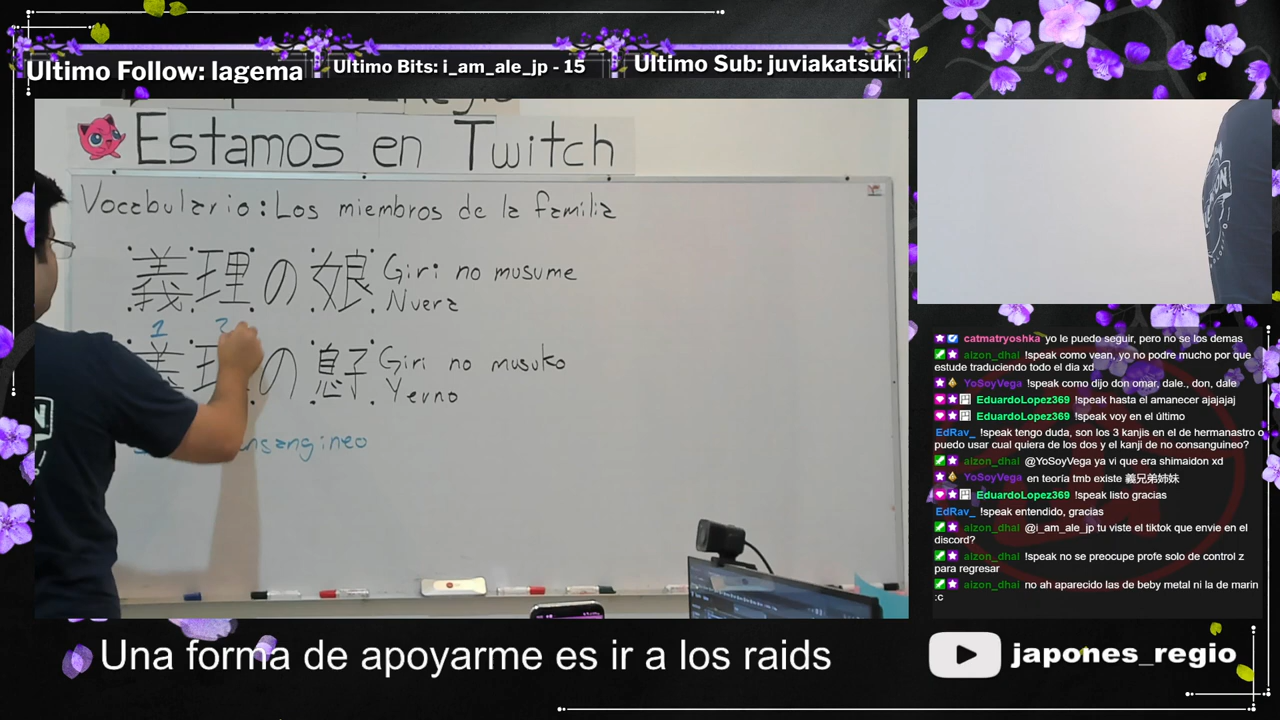 Ultimo Follow: lagema
Ultimo Bits: i_am_ale_jp - 15
Ultimo Sub: juviakatsuki
Estamos en Twitch
Vocabulario: Los miembros de la familia
義理の娘 Giri no musume
Nuera
義理の息子 Giri no musuko
Yerno
catmatryoshka yo le puedo seguir, pero no se los demas
aizon_dhal !speak como vean, yo no podre mucho por que
estude traduciendo todo el dia xd
YoSoyVega !speak como dijo don omar, dale., don, dale
EduardoLopez369 !speak hasta el amanecer ajajajaj
EduardoLopez369 !speak voy en el último
EdRav_ !speak tengo duda, son los 3 kanjis en el de hermanastro o
puedo usar cual quiera de los dos y el kanji de no consanguineo?
aizon_dhal @YoSoyVega ya vi que era shimaidon xd
YoSoyVega en teoría tmb existe 義兄弟姉妹
EduardoLopez369 !speak listo gracias
EdRav_ !speak entendido, gracias
aizon_dhal @i_am_ale_jp tu viste el tiktok que envie en el
discord?
aizon_dhal !speak no se preocupe profe solo de control z
para regresar
aizon_dhal no ah aparecido las de beby metal ni la de marin
:c
Una forma de apoyarme es ir a los raids
japones_regio